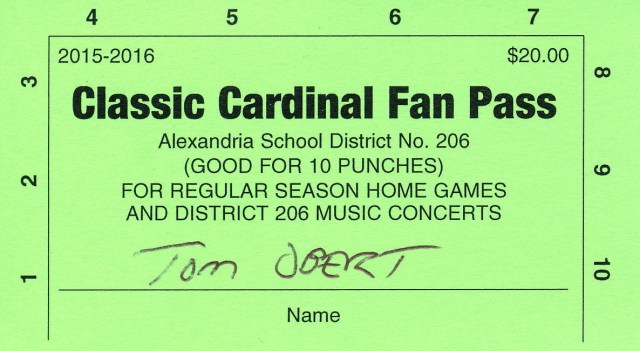 4 5 6 7
3 2015-2016 $20.00 8
Classic Cardinal Fan Pass
Alexandria School District No. 206
(GOOD FOR 10 PUNCHES)
2 FOR REGULAR SEASON HOME GAMES 9
AND DISTRICT 206 MUSIC CONCERTS
1 Tom 10
Name